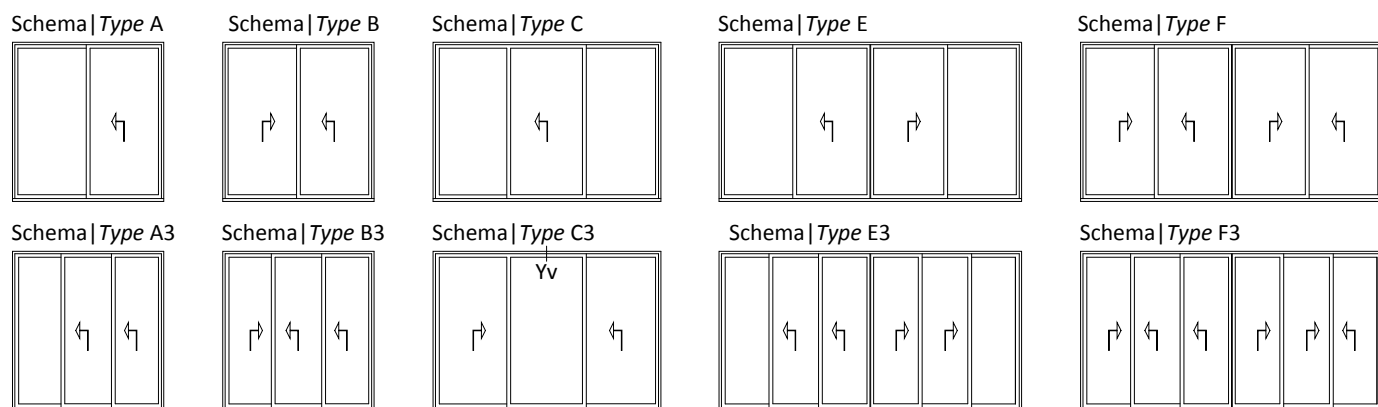 Schema|Type A
Schema|Type B
Schema|Type C
Schema|Type E
Schema|Type F
Schema|Type A3
Schema|Type B3
Schema|Type C3
Yv
Schema|Type E3
Schema|Type F3